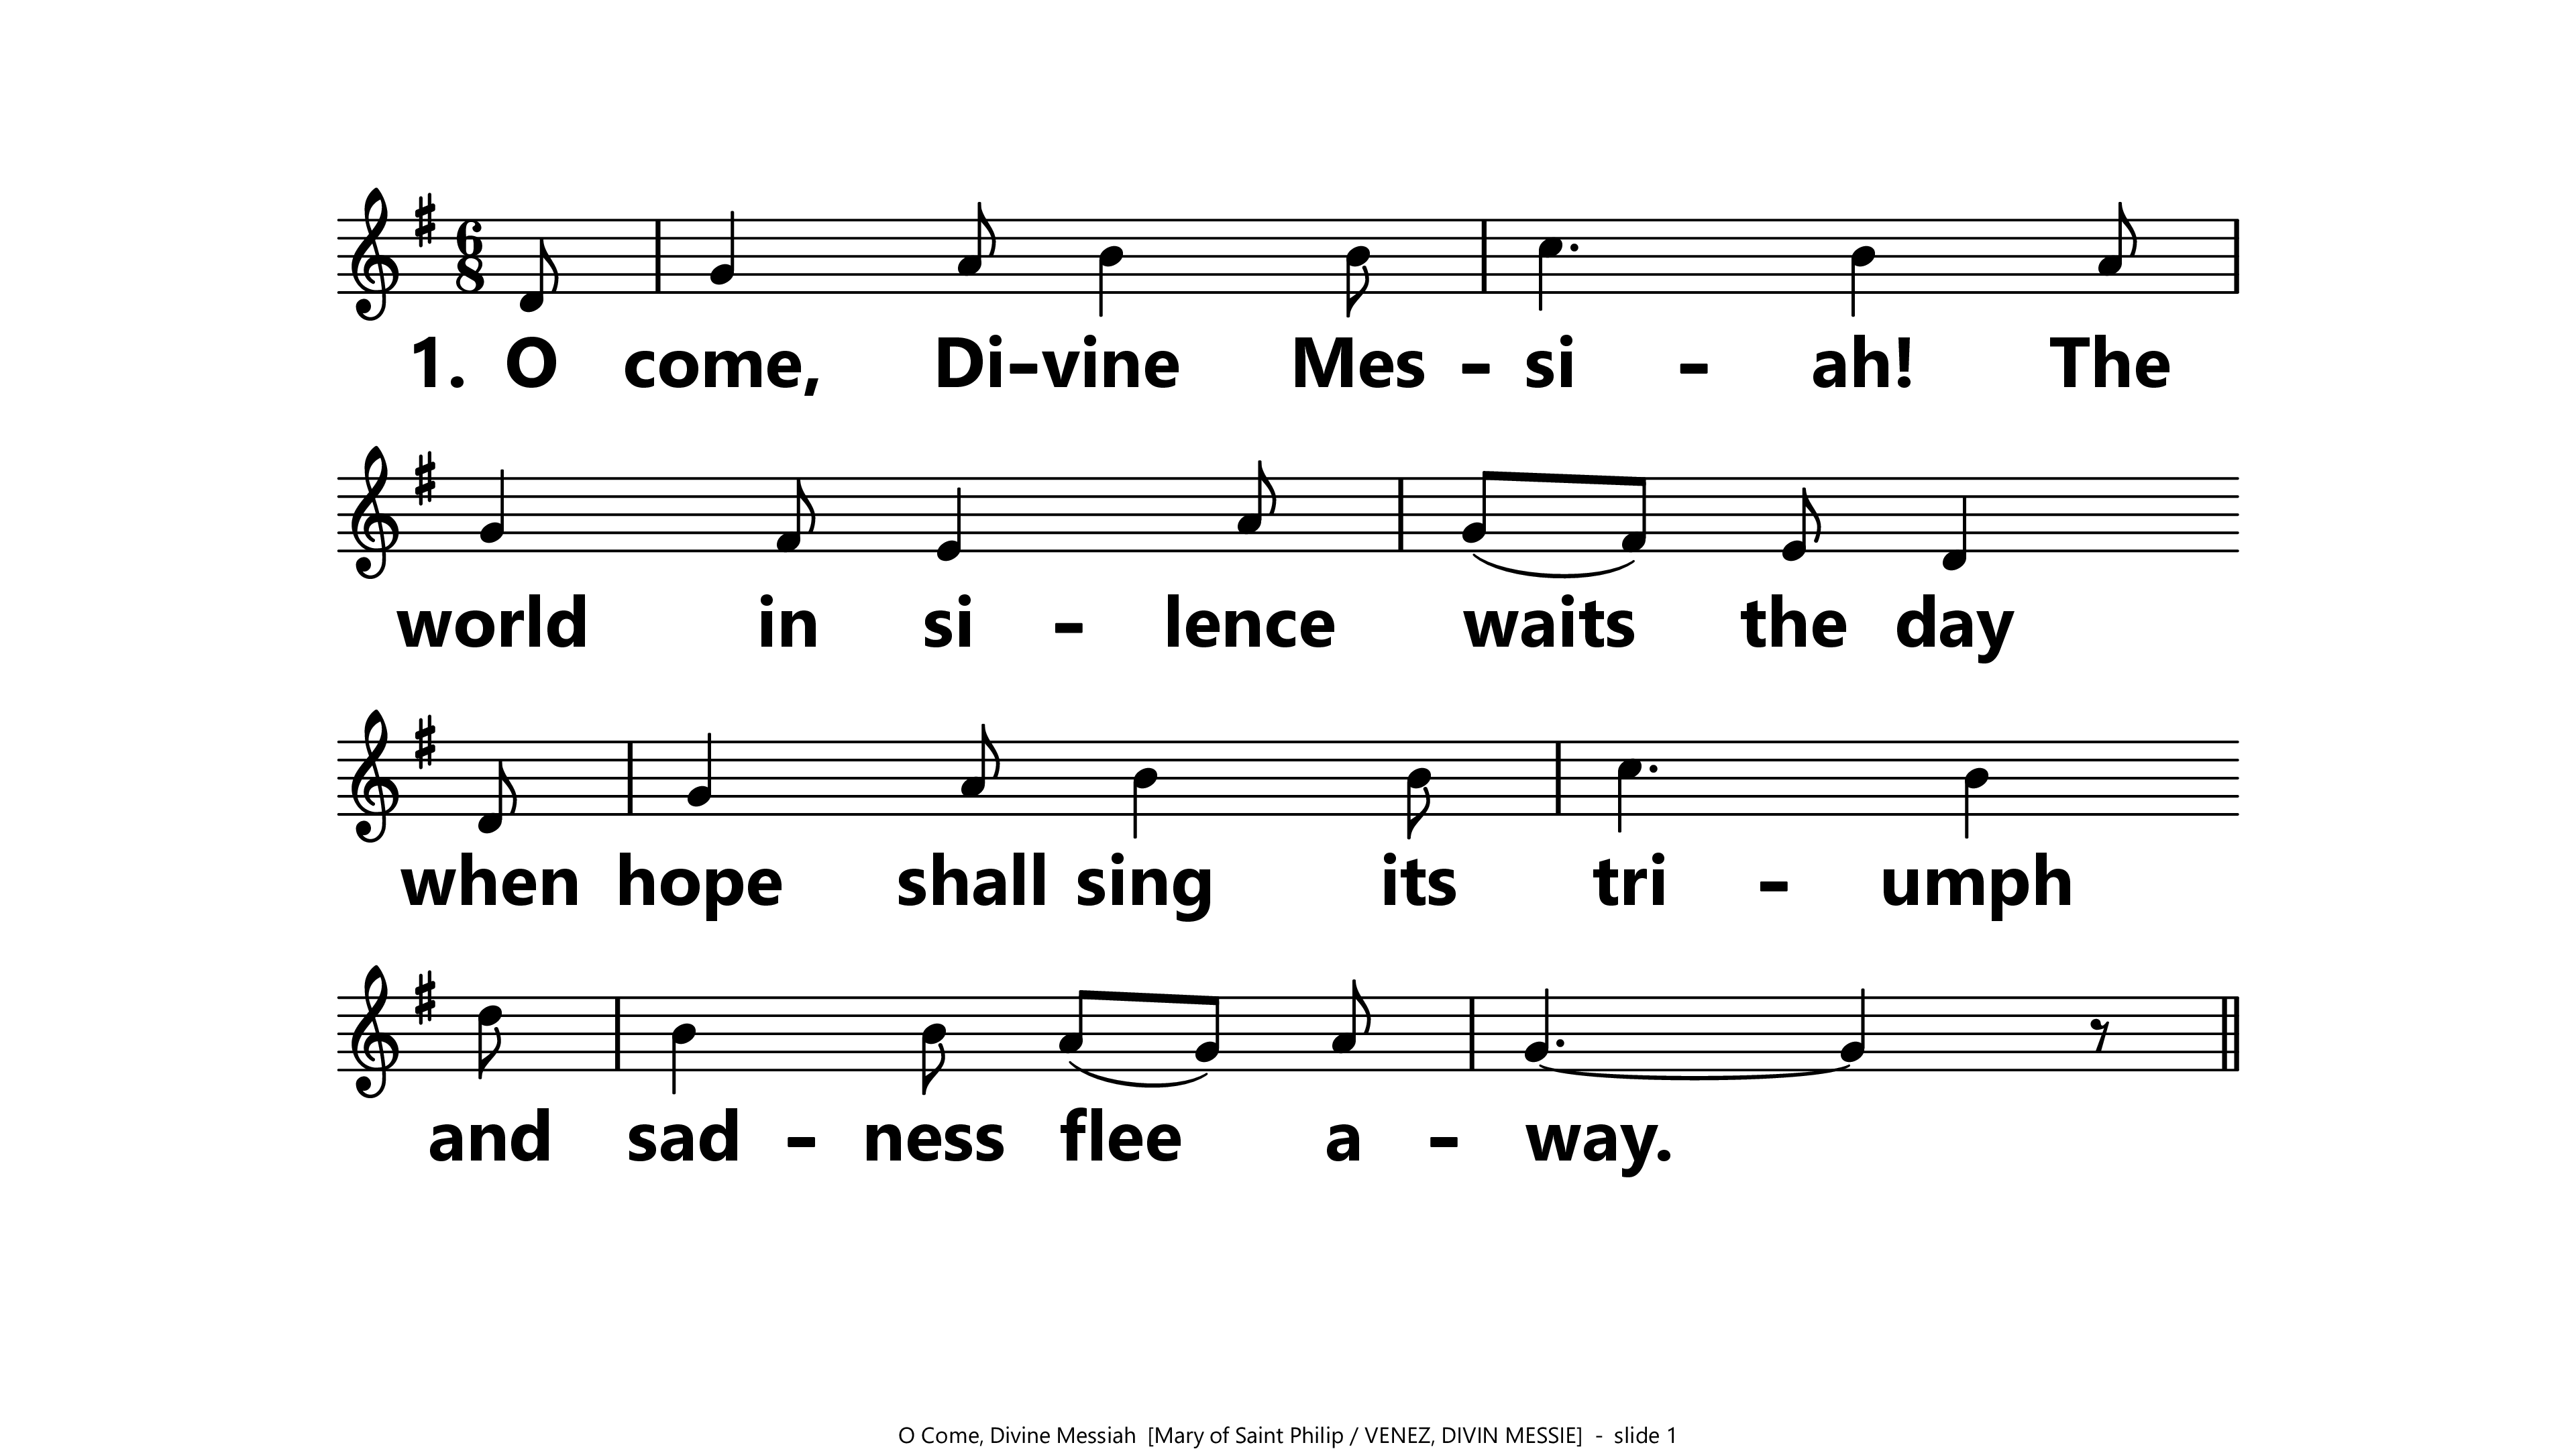 1. O come, Di-vine Mes - si - ah! The
world in si - lence waits the day
when hope shall sing its tri - umph
and sad - ness flee a - way.
O Come, Divine Messiah [Mary of Saint Philip / VENEZ, DIVIN MESSIE] - slide 1